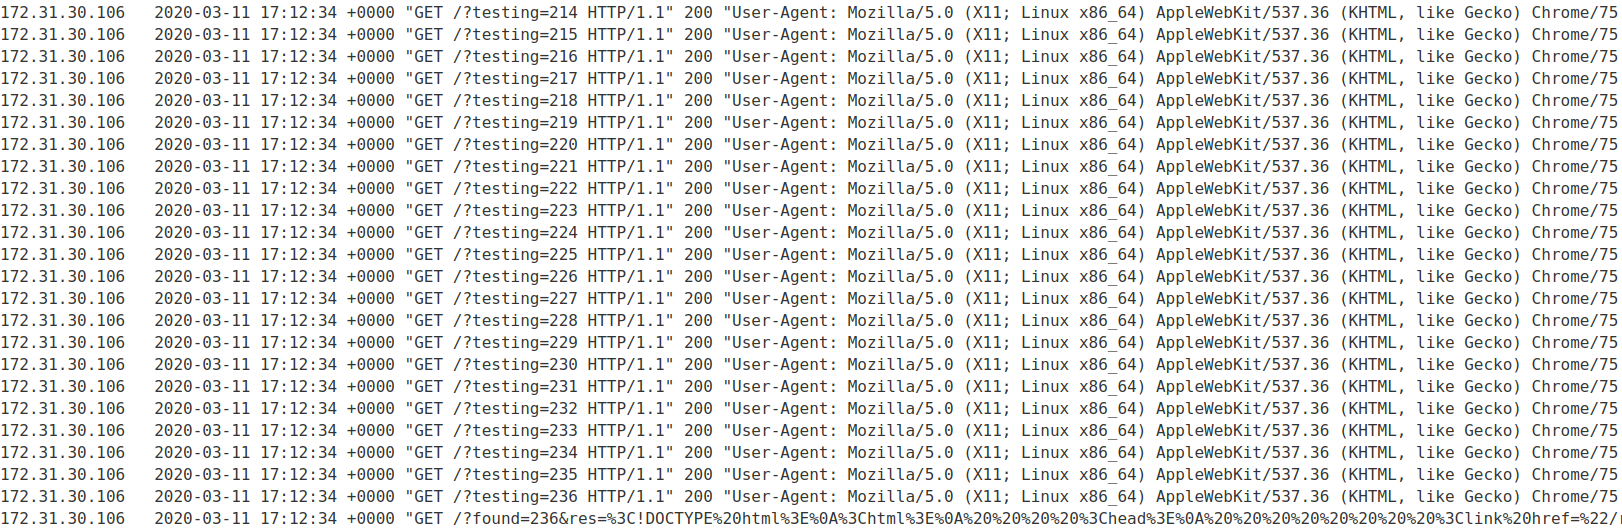 172.31.30.106   2020-03-11 17:12:34 +0000 "GET /?testing=214 HTTP/1.1" 200 "User-Agent: Mozilla/5.0 (X11; Linux x86_64) AppleWebKit/537.36 (KHTML, like Gecko) Chrome/75
172.31.30.106   2020-03-11 17:12:34 +0000 "GET /?testing=215 HTTP/1.1" 200 "User-Agent: Mozilla/5.0 (X11; Linux x86_64) AppleWebKit/537.36 (KHTML, like Gecko) Chrome/75
172.31.30.106   2020-03-11 17:12:34 +0000 "GET /?testing=216 HTTP/1.1" 200 "User-Agent: Mozilla/5.0 (X11; Linux x86_64) AppleWebKit/537.36 (KHTML, like Gecko) Chrome/75
172.31.30.106   2020-03-11 17:12:34 +0000 "GET /?testing=217 HTTP/1.1" 200 "User-Agent: Mozilla/5.0 (X11; Linux x86_64) AppleWebKit/537.36 (KHTML, like Gecko) Chrome/75
172.31.30.106   2020-03-11 17:12:34 +0000 "GET /?testing=218 HTTP/1.1" 200 "User-Agent: Mozilla/5.0 (X11; Linux x86_64) AppleWebKit/537.36 (KHTML, like Gecko) Chrome/75
172.31.30.106   2020-03-11 17:12:34 +0000 "GET /?testing=219 HTTP/1.1" 200 "User-Agent: Mozilla/5.0 (X11; Linux x86_64) AppleWebKit/537.36 (KHTML, like Gecko) Chrome/75
172.31.30.106   2020-03-11 17:12:34 +0000 "GET /?testing=220 HTTP/1.1" 200 "User-Agent: Mozilla/5.0 (X11; Linux x86_64) AppleWebKit/537.36 (KHTML, like Gecko) Chrome/75
172.31.30.106   2020-03-11 17:12:34 +0000 "GET /?testing=221 HTTP/1.1" 200 "User-Agent: Mozilla/5.0 (X11; Linux x86_64) AppleWebKit/537.36 (KHTML, like Gecko) Chrome/75
172.31.30.106   2020-03-11 17:12:34 +0000 "GET /?testing=222 HTTP/1.1" 200 "User-Agent: Mozilla/5.0 (X11; Linux x86_64) AppleWebKit/537.36 (KHTML, like Gecko) Chrome/75
172.31.30.106   2020-03-11 17:12:34 +0000 "GET /?testing=223 HTTP/1.1" 200 "User-Agent: Mozilla/5.0 (X11; Linux x86_64) AppleWebKit/537.36 (KHTML, like Gecko) Chrome/75
172.31.30.106   2020-03-11 17:12:34 +0000 "GET /?testing=224 HTTP/1.1" 200 "User-Agent: Mozilla/5.0 (X11; Linux x86_64) AppleWebKit/537.36 (KHTML, like Gecko) Chrome/75
172.31.30.106   2020-03-11 17:12:34 +0000 "GET /?testing=225 HTTP/1.1" 200 "User-Agent: Mozilla/5.0 (X11; Linux x86_64) AppleWebKit/537.36 (KHTML, like Gecko) Chrome/75
172.31.30.106   2020-03-11 17:12:34 +0000 "GET /?testing=226 HTTP/1.1" 200 "User-Agent: Mozilla/5.0 (X11; Linux x86_64) AppleWebKit/537.36 (KHTML, like Gecko) Chrome/75
172.31.30.106   2020-03-11 17:12:34 +0000 "GET /?testing=227 HTTP/1.1" 200 "User-Agent: Mozilla/5.0 (X11; Linux x86_64) AppleWebKit/537.36 (KHTML, like Gecko) Chrome/75
172.31.30.106   2020-03-11 17:12:34 +0000 "GET /?testing=228 HTTP/1.1" 200 "User-Agent: Mozilla/5.0 (X11; Linux x86_64) AppleWebKit/537.36 (KHTML, like Gecko) Chrome/75
172.31.30.106   2020-03-11 17:12:34 +0000 "GET /?testing=229 HTTP/1.1" 200 "User-Agent: Mozilla/5.0 (X11; Linux x86_64) AppleWebKit/537.36 (KHTML, like Gecko) Chrome/75
172.31.30.106   2020-03-11 17:12:34 +0000 "GET /?testing=230 HTTP/1.1" 200 "User-Agent: Mozilla/5.0 (X11; Linux x86_64) AppleWebKit/537.36 (KHTML, like Gecko) Chrome/75
172.31.30.106   2020-03-11 17:12:34 +0000 "GET /?testing=231 HTTP/1.1" 200 "User-Agent: Mozilla/5.0 (X11; Linux x86_64) AppleWebKit/537.36 (KHTML, like Gecko) Chrome/75
172.31.30.106   2020-03-11 17:12:34 +0000 "GET /?testing=232 HTTP/1.1" 200 "User-Agent: Mozilla/5.0 (X11; Linux x86_64) AppleWebKit/537.36 (KHTML, like Gecko) Chrome/75
172.31.30.106   2020-03-11 17:12:34 +0000 "GET /?testing=233 HTTP/1.1" 200 "User-Agent: Mozilla/5.0 (X11; Linux x86_64) AppleWebKit/537.36 (KHTML, like Gecko) Chrome/75
172.31.30.106   2020-03-11 17:12:34 +0000 "GET /?testing=234 HTTP/1.1" 200 "User-Agent: Mozilla/5.0 (X11; Linux x86_64) AppleWebKit/537.36 (KHTML, like Gecko) Chrome/75
172.31.30.106   2020-03-11 17:12:34 +0000 "GET /?testing=235 HTTP/1.1" 200 "User-Agent: Mozilla/5.0 (X11; Linux x86_64) AppleWebKit/537.36 (KHTML, like Gecko) Chrome/75
172.31.30.106   2020-03-11 17:12:34 +0000 "GET /?testing=236 HTTP/1.1" 200 "User-Agent: Mozilla/5.0 (X11; Linux x86_64) AppleWebKit/537.36 (KHTML, like Gecko) Chrome/75
172.31.30.106   2020-03-11 17:12:34 +0000 "GET /?found=236&res=%3C!DOCTYPE%20html%3E%0A%3Chtml%3E%0A%20%20%20%20%3Chead%3E%0A%20%20%20%20%20%20%20%20%3Clink%20href=%22/